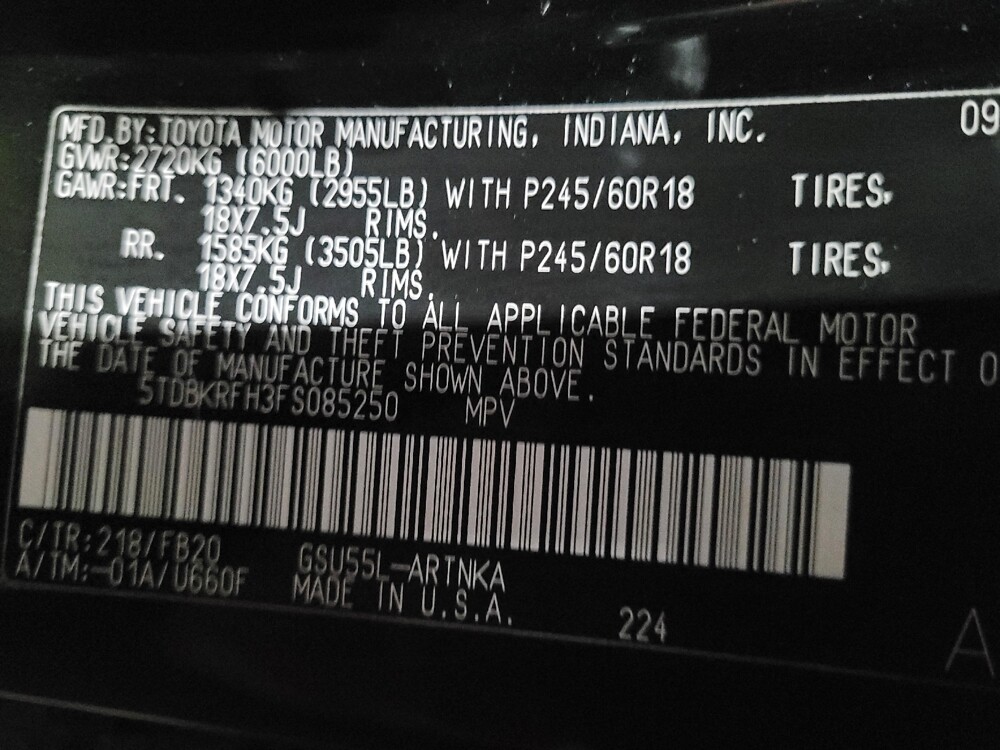 MFD.BY:TOYOTA MOTOR MANUFACTURING, INDIANA, INC. 09
GVWR:2720KG (6000LB)
GAWR:FRT. 1340KG (2955LB) WITH P245/60R18 TIRES,
18X7.5J RIMS.
RR. 1585KG (3505LB) WITH P245/60R18 TIRES,
18X7.5J RIMS.
THIS VEHICLE CONFORMS TO ALL APPLICABLE FEDERAL MOTOR
VEHICLE SAFETY AND THEFT PREVENTION STANDARDS IN EFFECT O
THE DATE OF MANUFACTURE SHOWN ABOVE.
5TDBKRFH3FS085250 MPV
C/TR:218/FB20 GSU55L-ARTNKA
A/TM:-01A/U660F MADE IN U.S.A. 224
A